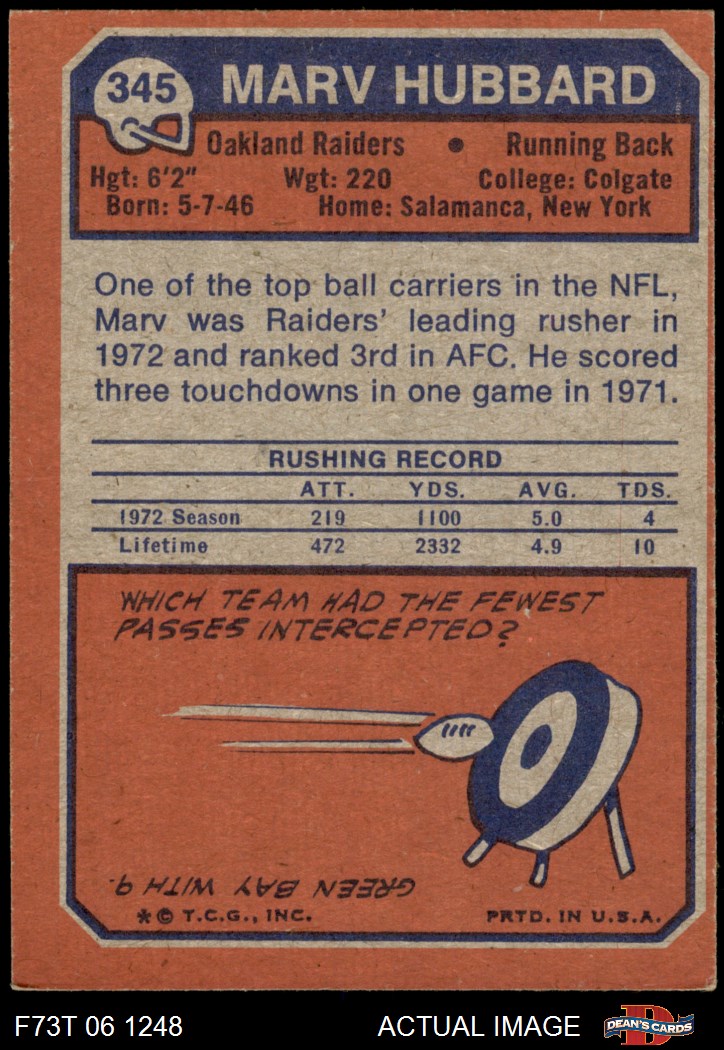 345 MARV HUBBARD
Oakland Raiders • Running Back
Hgt: 6'2" Wgt: 220 College: Colgate
Born: 5-7-46 Home: Salamanca, New York
One of the top ball carriers in the NFL,
Marv was Raiders' leading rusher in
1972 and ranked 3rd in AFC. He scored
three touchdowns in one game in 1971.
RUSHING RECORD
ATT. YDS. AVG. TDS.
1972 Season 219 1100 5.0 4
Lifetime 472 2332 4.9 10
WHICH TEAM HAD THE FEWEST
PASSES INTERCEPTED?
GREEN BAY WITH 9.
* © T.C.G., INC. PRTD. IN U.S.A.
F73T 06 1248 ACTUAL IMAGE D DEAN'S CARDS